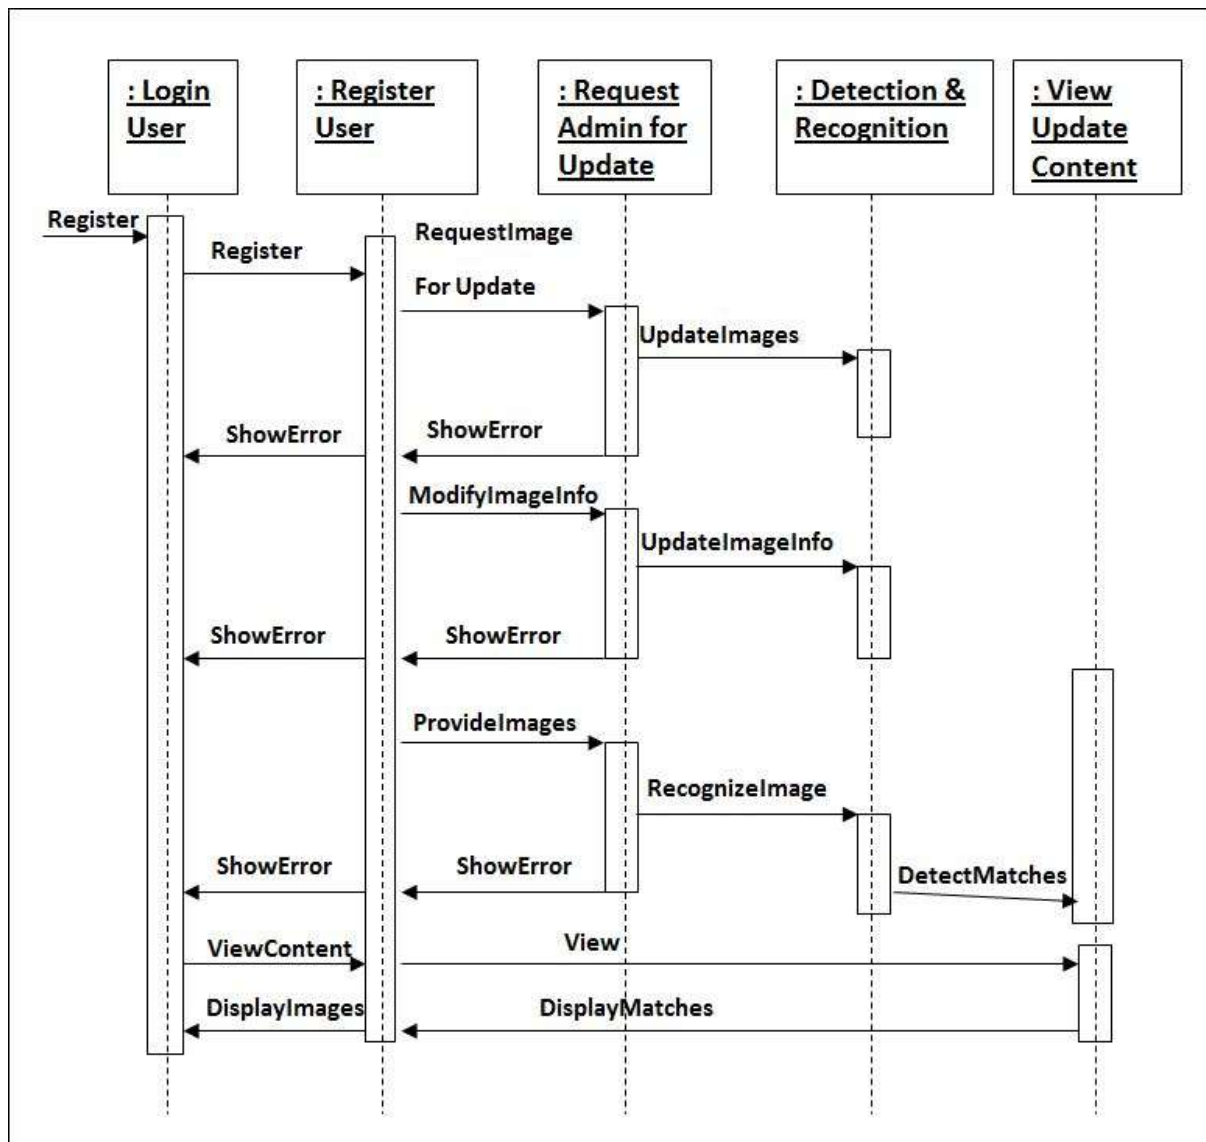 : Login
User
: Register
User
: Request
Admin for
Update
: Detection &
Recognition
: View
Update
Content
Register
Register
RequestImage
For Update
UpdateImages
ShowError
ShowError
ModifyImageInfo
UpdateImageInfo
ShowError
ShowError
ProvideImages
RecognizeImage
ShowError
ShowError
DetectMatches
ViewContent
View
DisplayImages
DisplayMatches